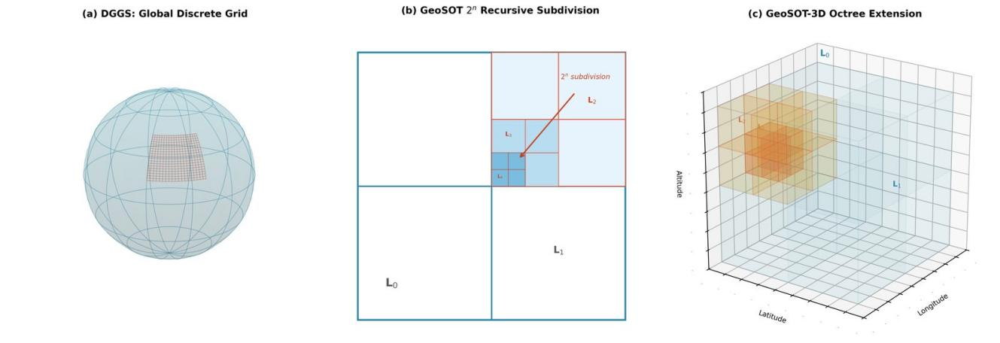 (a) DGGS: Global Discrete Grid
(b) GeoSOT 2ⁿ Recursive Subdivision
2ⁿ subdivision
L₂
L₃
L₄
L₁
L₀
(c) GeoSOT-3D Octree Extension
L₀
L₁
Altitude
Latitude
Longitude